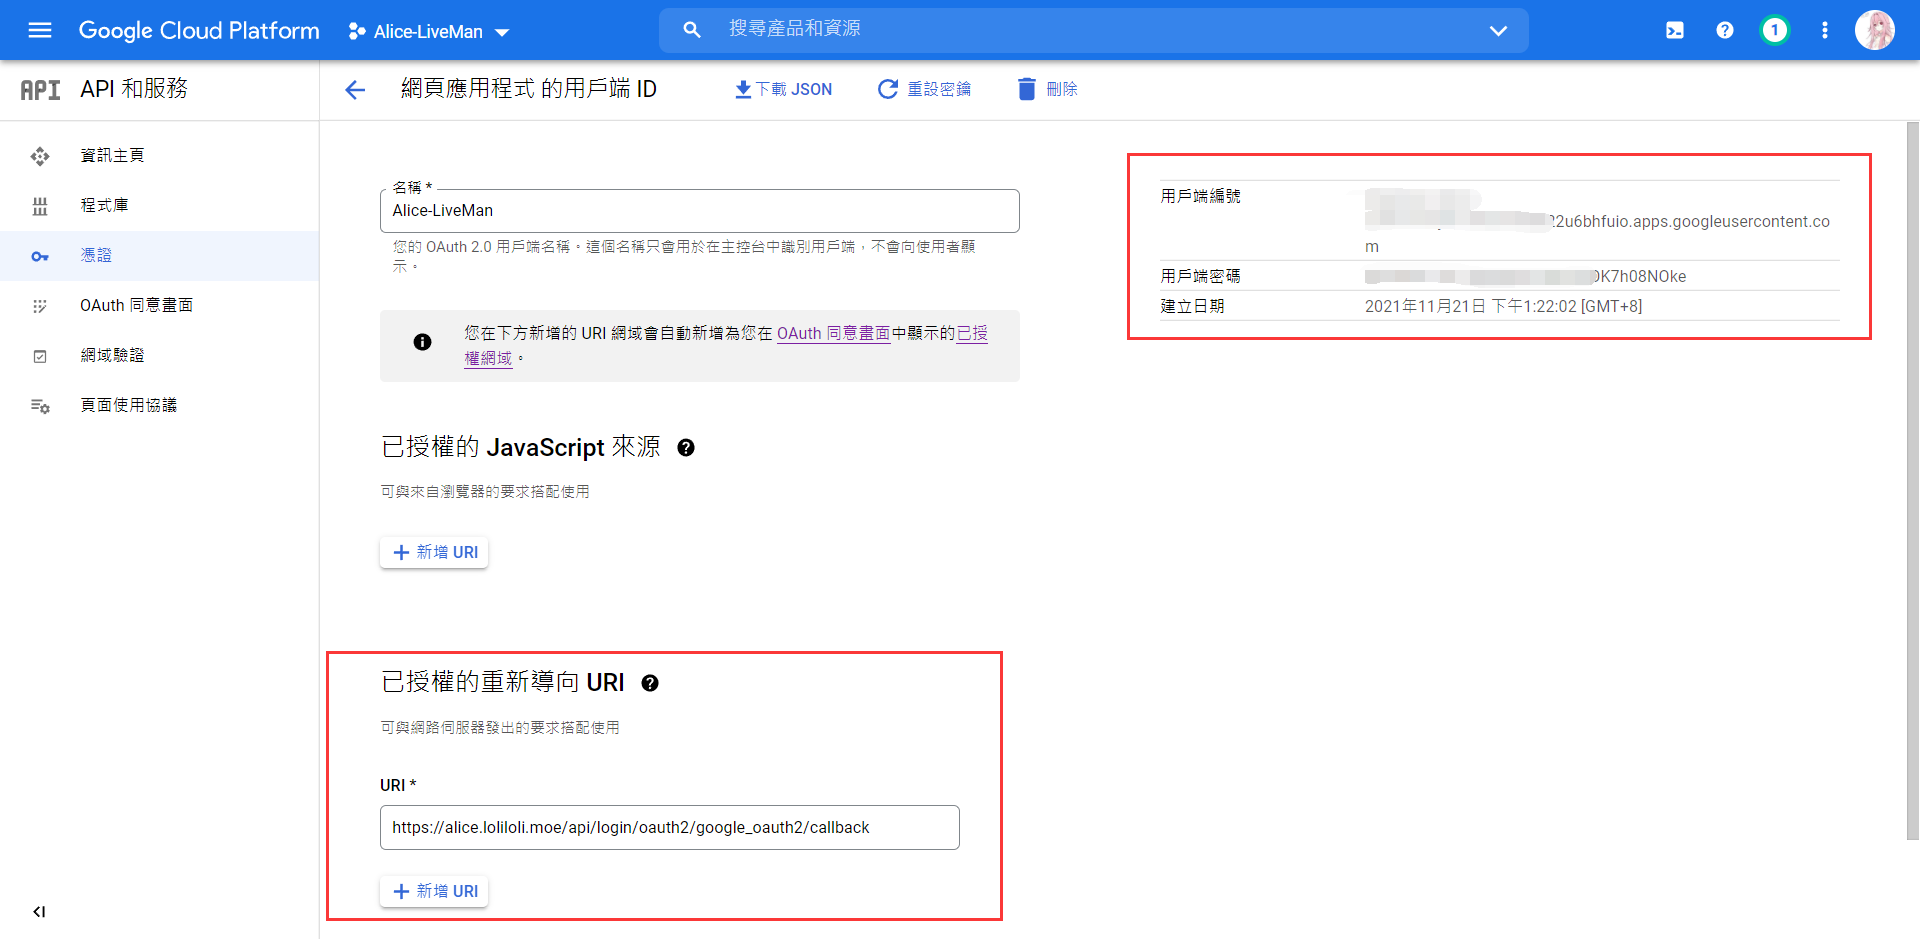 Google Cloud Platform
Alice-LiveMan
搜尋產品和資源
1
API
API 和服務
網頁應用程式 的用戶端 ID
下載 JSON
重設密鑰
刪除
資訊主頁
程式庫
憑證
OAuth 同意畫面
網域驗證
頁面使用協議
名稱 *
Alice-LiveMan
您的 OAuth 2.0 用戶端名稱。這個名稱只會用於在主控台中識別用戶端，不會向使用者顯
示。
您在下方新增的 URI 網域會自動新增為您在 OAuth 同意畫面中顯示的已授
權網域。
已授權的 JavaScript 來源
可與來自瀏覽器的要求搭配使用
新增 URI
已授權的重新導向 URI
可與網路伺服器發出的要求搭配使用
URI *
https://alice.loliloli.moe/api/login/oauth2/google_oauth2/callback
新增 URI
用戶端編號
22u6bhfuio.apps.googleusercontent.co
m
用戶端密碼
K7h08NOke
建立日期
2021年11月21日 下午1:22:02 [GMT+8]